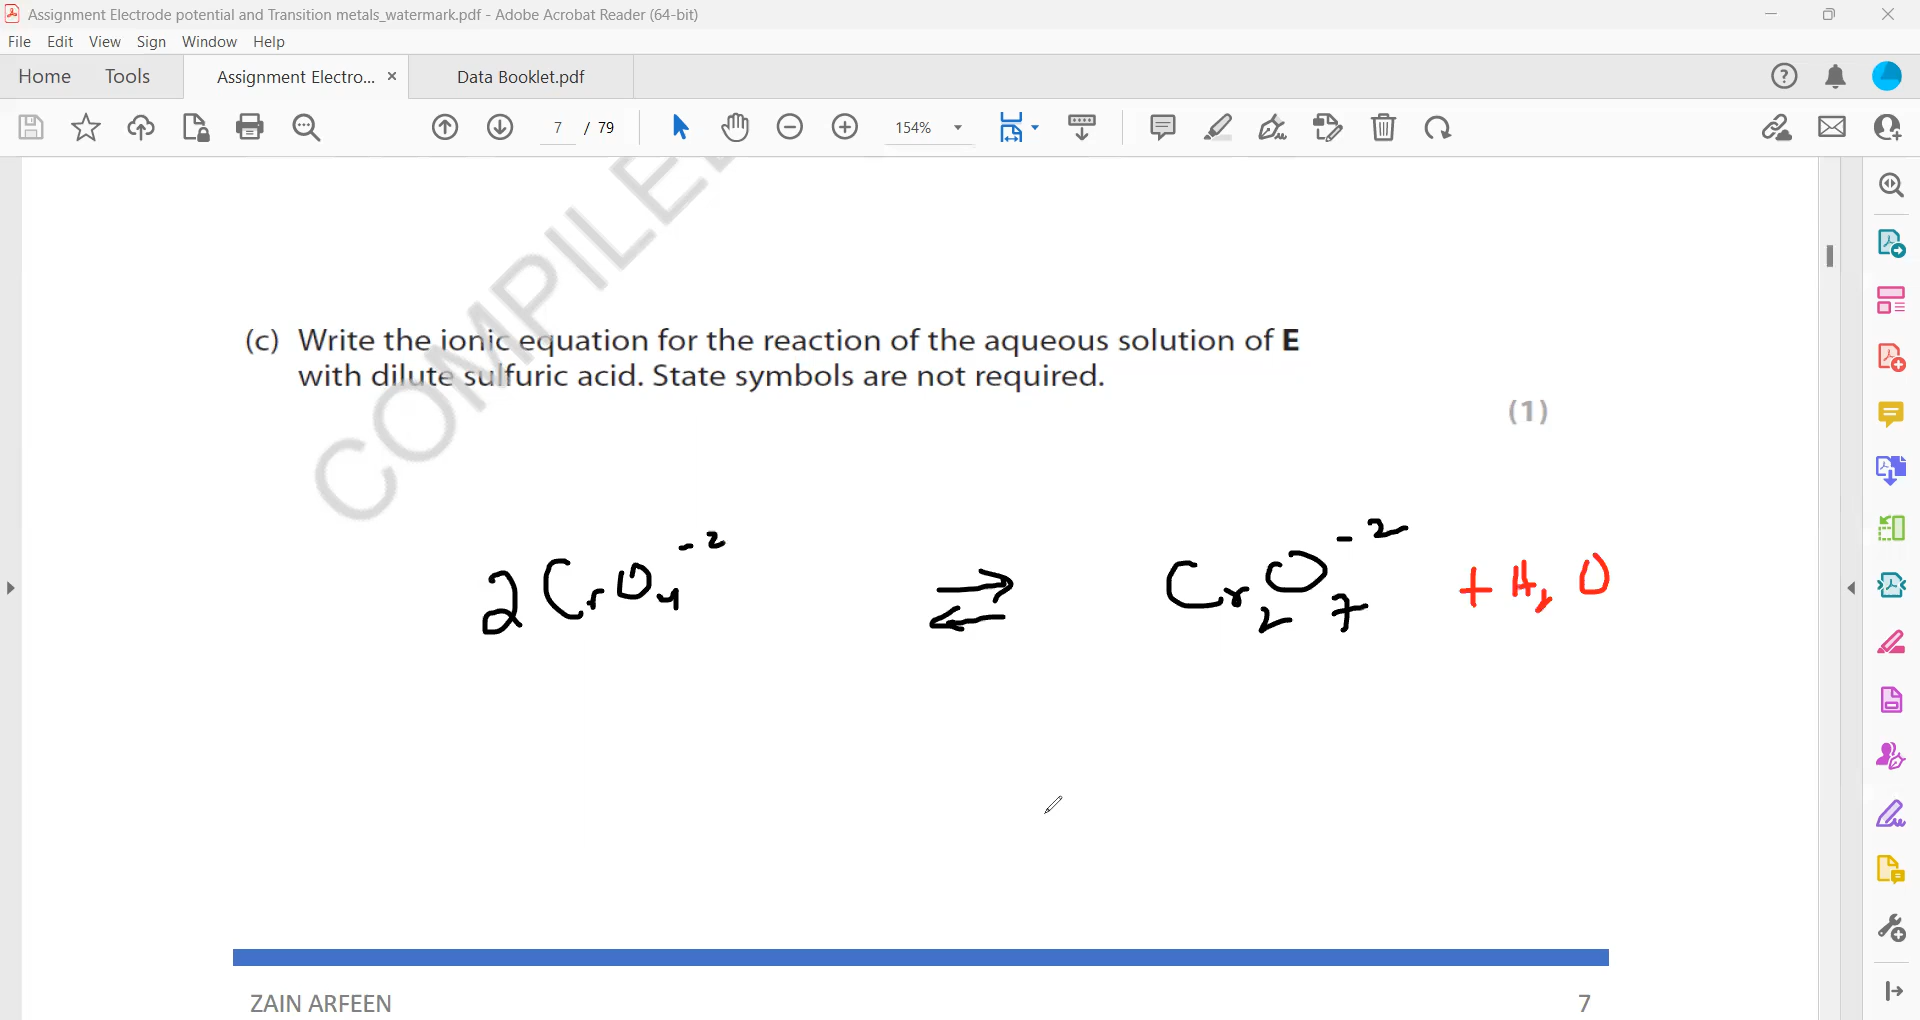 Assignment Electrode potential and Transition metals_watermark.pdf - Adobe Acrobat Reader (64-bit)
File Edit View Sign Window Help
Home Tools Assignment Electro... × Data Booklet.pdf
7 / 79 154%
COMPILE
(c) Write the ionic equation for the reaction of the aqueous solution of E
with dilute sulfuric acid. State symbols are not required.
(1)
2CrO₄⁻² ⇌ Cr₂O₇⁻² + H₂O
ZAIN ARFEEN 7